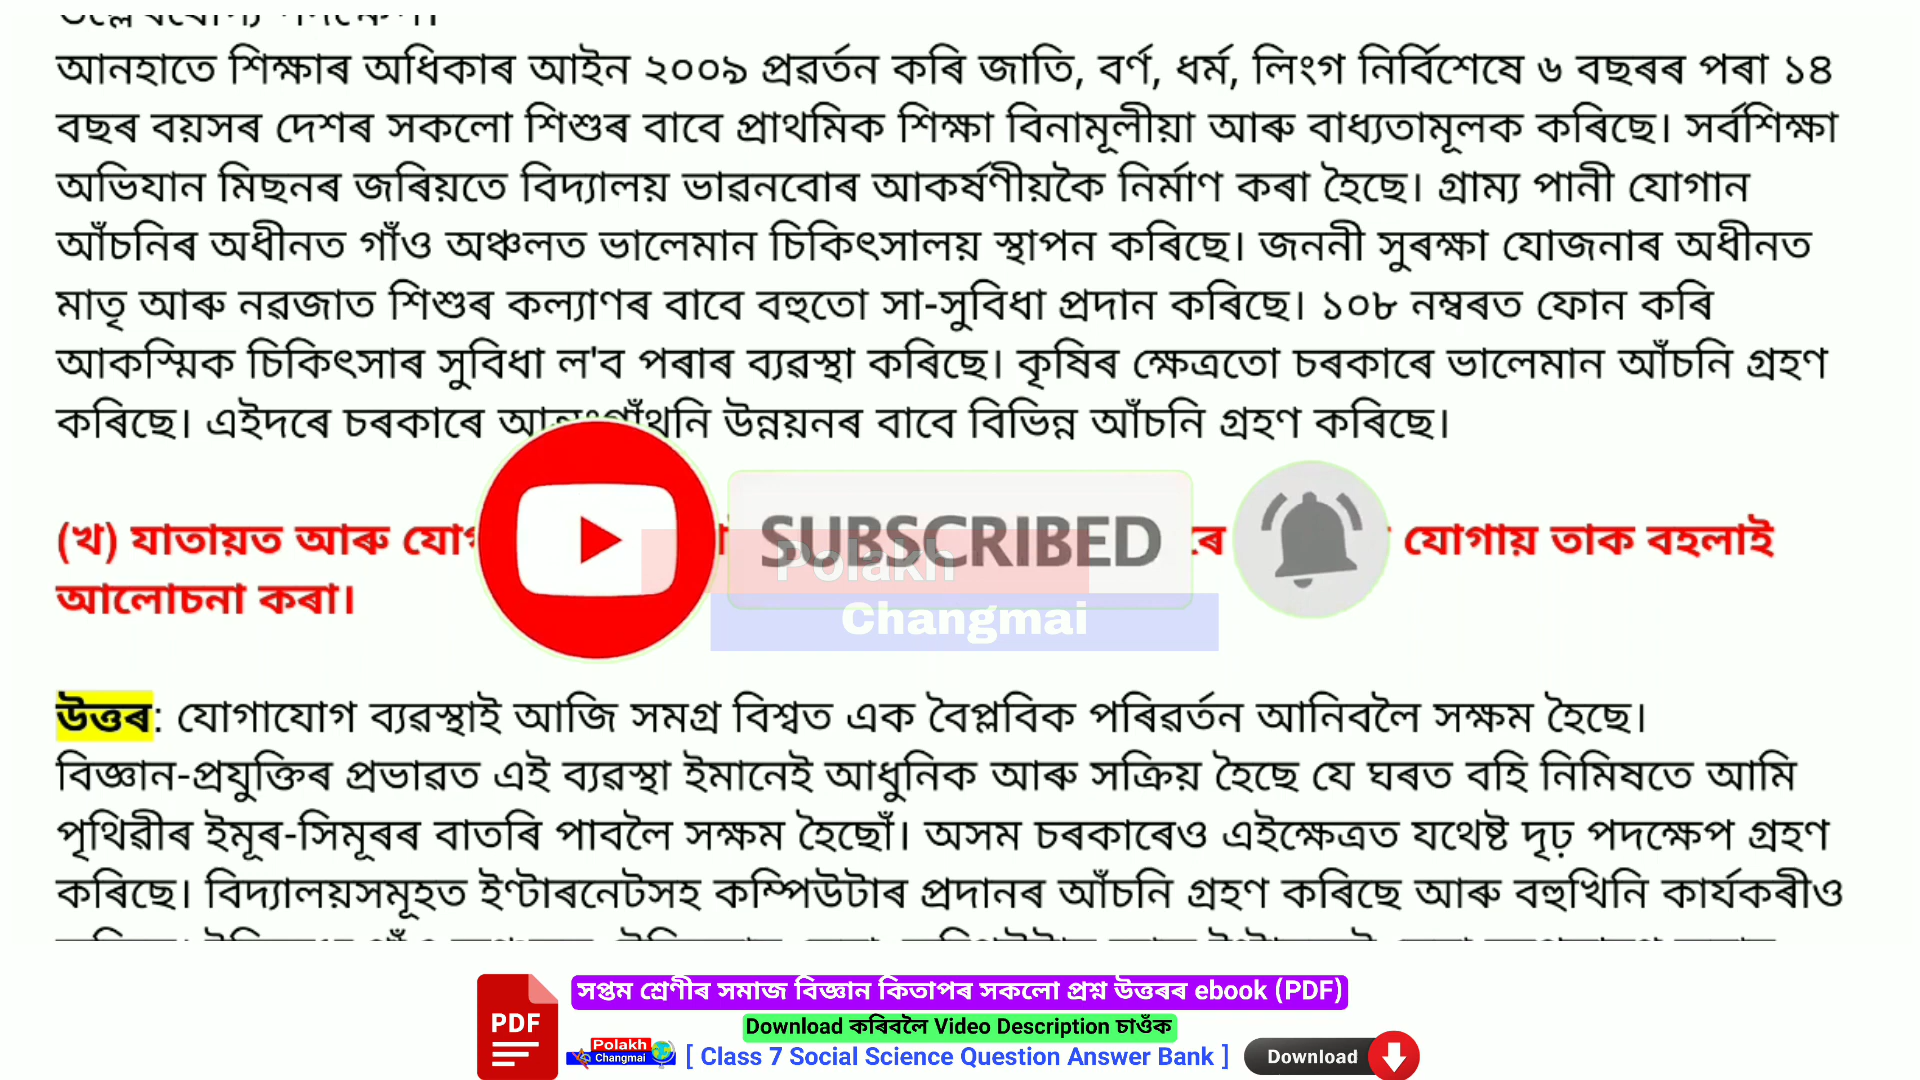 আনহাতে শিক্ষাৰ অধিকাৰ আইন ২০০৯ প্ৰৱৰ্তন কৰি জাতি, বৰ্ণ, ধৰ্ম, লিংগ নিৰ্বিশেষে ৬ বছৰৰ পৰা ১৪
বছৰ বয়সৰ দেশৰ সকলো শিশুৰ বাবে প্ৰাথমিক শিক্ষা বিনামূলীয়া আৰু বাধ্যতামূলক কৰিছে। সৰ্বশিক্ষা
অভিযান মিছনৰ জৰিয়তে বিদ্যালয় ভাৱনবোৰ আকৰ্ষণীয়কৈ নিৰ্মাণ কৰা হৈছে। গ্ৰাম্য পানী যোগান
আঁচনিৰ অধীনত গাঁও অঞ্চলত ভালেমান চিকিৎসালয় স্থাপন কৰিছে। জননী সুৰক্ষা যোজনাৰ অধীনত
মাতৃ আৰু নৱজাত শিশুৰ কল্যাণৰ বাবে বহুতো সা-সুবিধা প্ৰদান কৰিছে। ১০৮ নম্বৰত ফোন কৰি
আকস্মিক চিকিৎসাৰ সুবিধা ল'ব পৰাৰ ব্যৱস্থা কৰিছে। কৃষিৰ ক্ষেত্ৰতো চৰকাৰে ভালেমান আঁচনি গ্ৰহণ
কৰিছে। এইদৰে চৰকাৰে উন্নয়নৰ বাবে বিভিন্ন আঁচনি গ্ৰহণ কৰিছে।
(খ) যাতায়ত আৰু যোগায় তাক বহলাই
SUBSCRIBED
Polakh
আলোচনা কৰা।
Changmai
উত্তৰ: যোগাযোগ ব্যৱস্থাই আজি সমগ্ৰ বিশ্বত এক বৈপ্লবিক পৰিৱৰ্তন আনিবলৈ সক্ষম হৈছে।
বিজ্ঞান-প্ৰযুক্তিৰ প্ৰভাৱত এই ব্যৱস্থা ইমানেই আধুনিক আৰু সক্ৰিয় হৈছে যে ঘৰত বহি নিমিষতে আমি
পৃথিৱীৰ ইমূৰ-সিমূৰৰ বাতৰি পাবলৈ সক্ষম হৈছোঁ। অসম চৰকাৰেও এইক্ষেত্ৰত যথেষ্ট দৃঢ় পদক্ষেপ গ্ৰহণ
কৰিছে। বিদ্যালয়সমূহত ইণ্টাৰনেটসহ কম্পিউটাৰ প্ৰদানৰ আঁচনি গ্ৰহণ কৰিছে আৰু বহুখিনি কাৰ্যকৰীও
সপ্তম শ্ৰেণীৰ সমাজ বিজ্ঞান কিতাপৰ সকলো প্ৰশ্ন উত্তৰৰ ebook (PDF)
PDF
Download কৰিবলৈ Video Description চাওঁক
Polakh
Changmai
[ Class 7 Social Science Question Answer Bank ]
Download